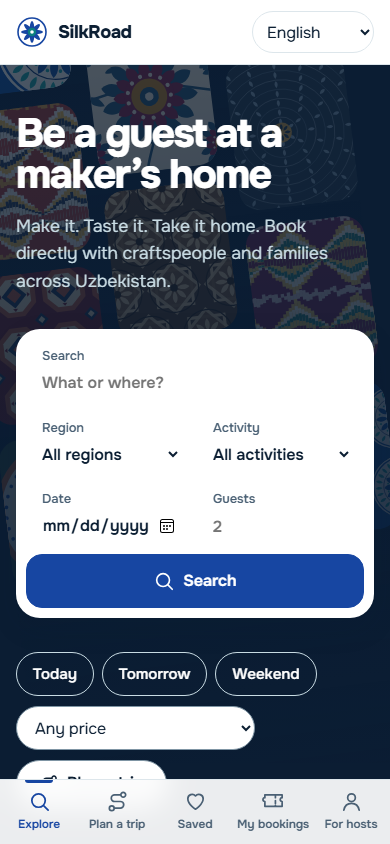 SilkRoad
English
Be a guest at a
maker's home
Make it. Taste it. Take it home. Book
directly with craftspeople and families
across Uzbekistan.
Search
What or where?
Region Activity
All regions All activities
Date Guests
mm/dd/yyyy 2
Search
Today Tomorrow Weekend
Any price
Explore Plan a trip Saved My bookings For hosts